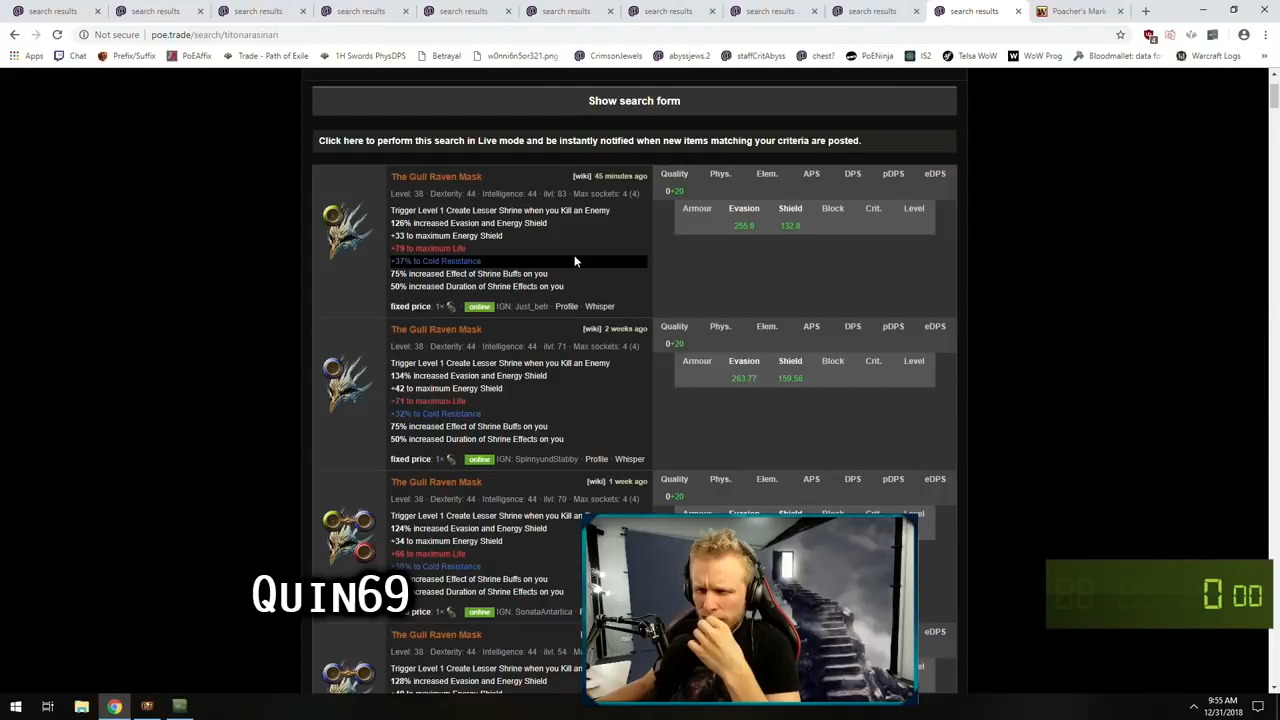 search results
search results
search results
search results
search results
search results
search results
search results
search results
search results
Poacher's Mark
Not secure
poe.trade/search/titonarasinari
Apps
Chat
Prefix/Suffix
PoEAffix
Trade - Path of Exile
1H Swords PhysDPS
Betrayal
w0nni6n5or321.png
CrimsonJewels
abyssjews.2
staffCritAbyss
chest?
PoENinja
IS2
Telsa WoW
WoW Prog
Bloodmallet: data for
Warcraft Logs
Show search form
Click here to perform this search in Live mode and be instantly notified when new items matching your criteria are posted.
The Gull Raven Mask
[wiki] 45 minutes ago
Level: 38 · Dexterity: 44 · Intelligence: 44 · ilvl: 83 · Max sockets: 4 (4)
Trigger Level 1 Create Lesser Shrine when you Kill an Enemy
126% increased Evasion and Energy Shield
+33 to maximum Energy Shield
+79 to maximum Life
+37% to Cold Resistance
75% increased Effect of Shrine Buffs on you
50% increased Duration of Shrine Effects on you
fixed price: 1× · online IGN: Just_betr · Profile · Whisper
Quality Phys. Elem. APS DPS pDPS eDPS
0+20
Armour Evasion Shield Block Crit. Level
255.8 132.8
The Gull Raven Mask
[wiki] 2 weeks ago
Level: 38 · Dexterity: 44 · Intelligence: 44 · ilvl: 71 · Max sockets: 4 (4)
Trigger Level 1 Create Lesser Shrine when you Kill an Enemy
134% increased Evasion and Energy Shield
+42 to maximum Energy Shield
+71 to maximum Life
+32% to Cold Resistance
75% increased Effect of Shrine Buffs on you
50% increased Duration of Shrine Effects on you
fixed price: 1× · online IGN: SpinnyundStabby · Profile · Whisper
Quality Phys. Elem. APS DPS pDPS eDPS
0+20
Armour Evasion Shield Block Crit. Level
263.77 159.56
The Gull Raven Mask
[wiki] 1 week ago
Level: 38 · Dexterity: 44 · Intelligence: 44 · ilvl: 70 · Max sockets: 4 (4)
Trigger Level 1 Create Lesser Shrine when you Kill an
124% increased Evasion and Energy Shield
+34 to maximum Energy Shield
+66 to maximum Life
+30% to Cold Resistance
increased Effect of Shrine Buffs on you
increased Duration of Shrine Effects on you
1× · online IGN: SonataAntartica
Quality Phys. Elem. APS DPS pDPS eDPS
0+20
QUIN69
The Gull Raven Mask
eDPS
Level: 38 · Dexterity: 44 · Intelligence: 44 · ilvl: 54 · Max sockets: 4 (4)
Trigger Level 1 Create Lesser Shrine when you Kill an
128% increased Evasion and Energy Shield
to maximum Energy Shield
0 00
9:55 AM
12/31/2018